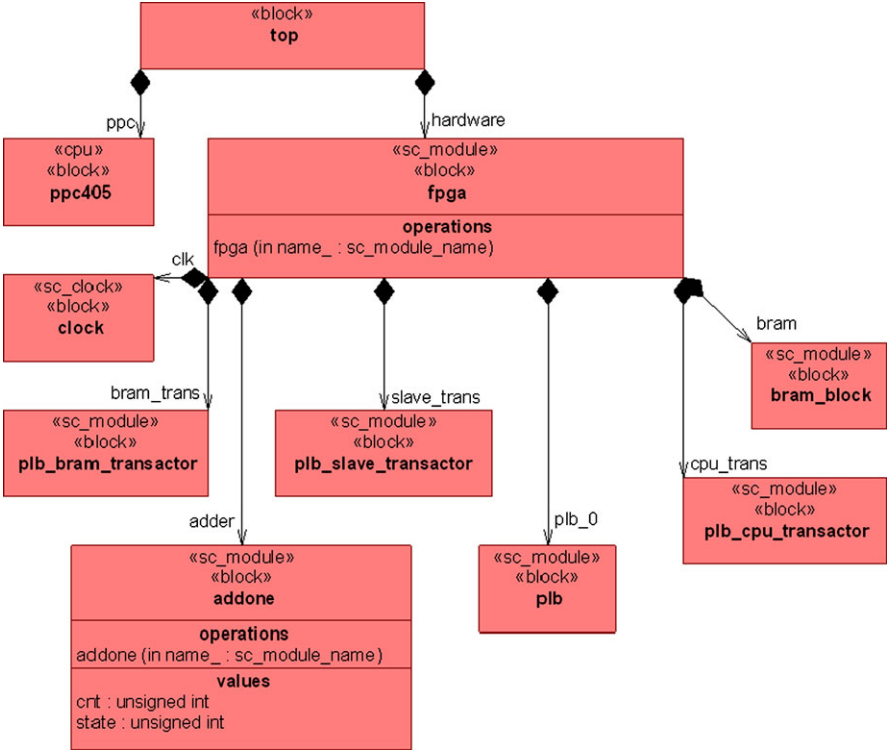 «block»
top
ppc
hardware
«cpu»
«block»
ppc405
«sc_module»
«block»
fpga
operations
fpga (in name_ : sc_module_name)
clk
«sc_clock»
«block»
clock
bram
«sc_module»
«block»
bram_block
bram_trans
«sc_module»
«block»
plb_bram_transactor
slave_trans
«sc_module»
«block»
plb_slave_transactor
cpu_trans
«sc_module»
«block»
plb_cpu_transactor
adder
«sc_module»
«block»
addone
operations
addone (in name_ : sc_module_name)
values
cnt : unsigned int
state : unsigned int
plb_0
«sc_module»
«block»
plb